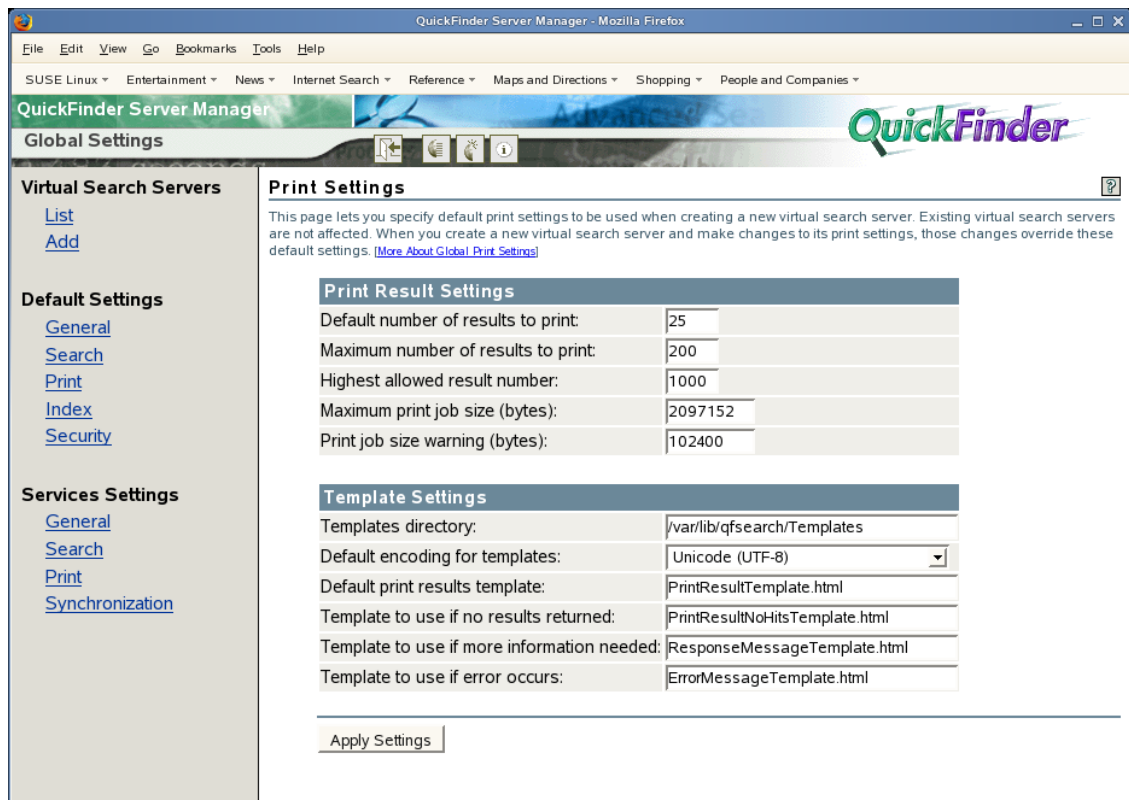 QuickFinder Server Manager - Mozilla Firefox
File Edit View Go Bookmarks Tools Help
SUSE Linux Entertainment News Internet Search Reference Maps and Directions Shopping People and Companies
QuickFinder Server Manager
Global Settings
QuickFinder
Virtual Search Servers
List
Add
Default Settings
General
Search
Print
Index
Security
Services Settings
General
Search
Print
Synchronization
Print Settings
?
This page lets you specify default print settings to be used when creating a new virtual search server. Existing virtual search servers
are not affected. When you create a new virtual search server and make changes to its print settings, those changes override these
default settings. [More About Global Print Settings]
Print Result Settings
Default number of results to print: 25
Maximum number of results to print: 200
Highest allowed result number: 1000
Maximum print job size (bytes): 2097152
Print job size warning (bytes): 102400
Template Settings
Templates directory: /var/lib/qfsearch/Templates
Default encoding for templates: Unicode (UTF-8)
Default print results template: PrintResultTemplate.html
Template to use if no results returned: PrintResultNoHitsTemplate.html
Template to use if more information needed: ResponseMessageTemplate.html
Template to use if error occurs: ErrorMessageTemplate.html
Apply Settings